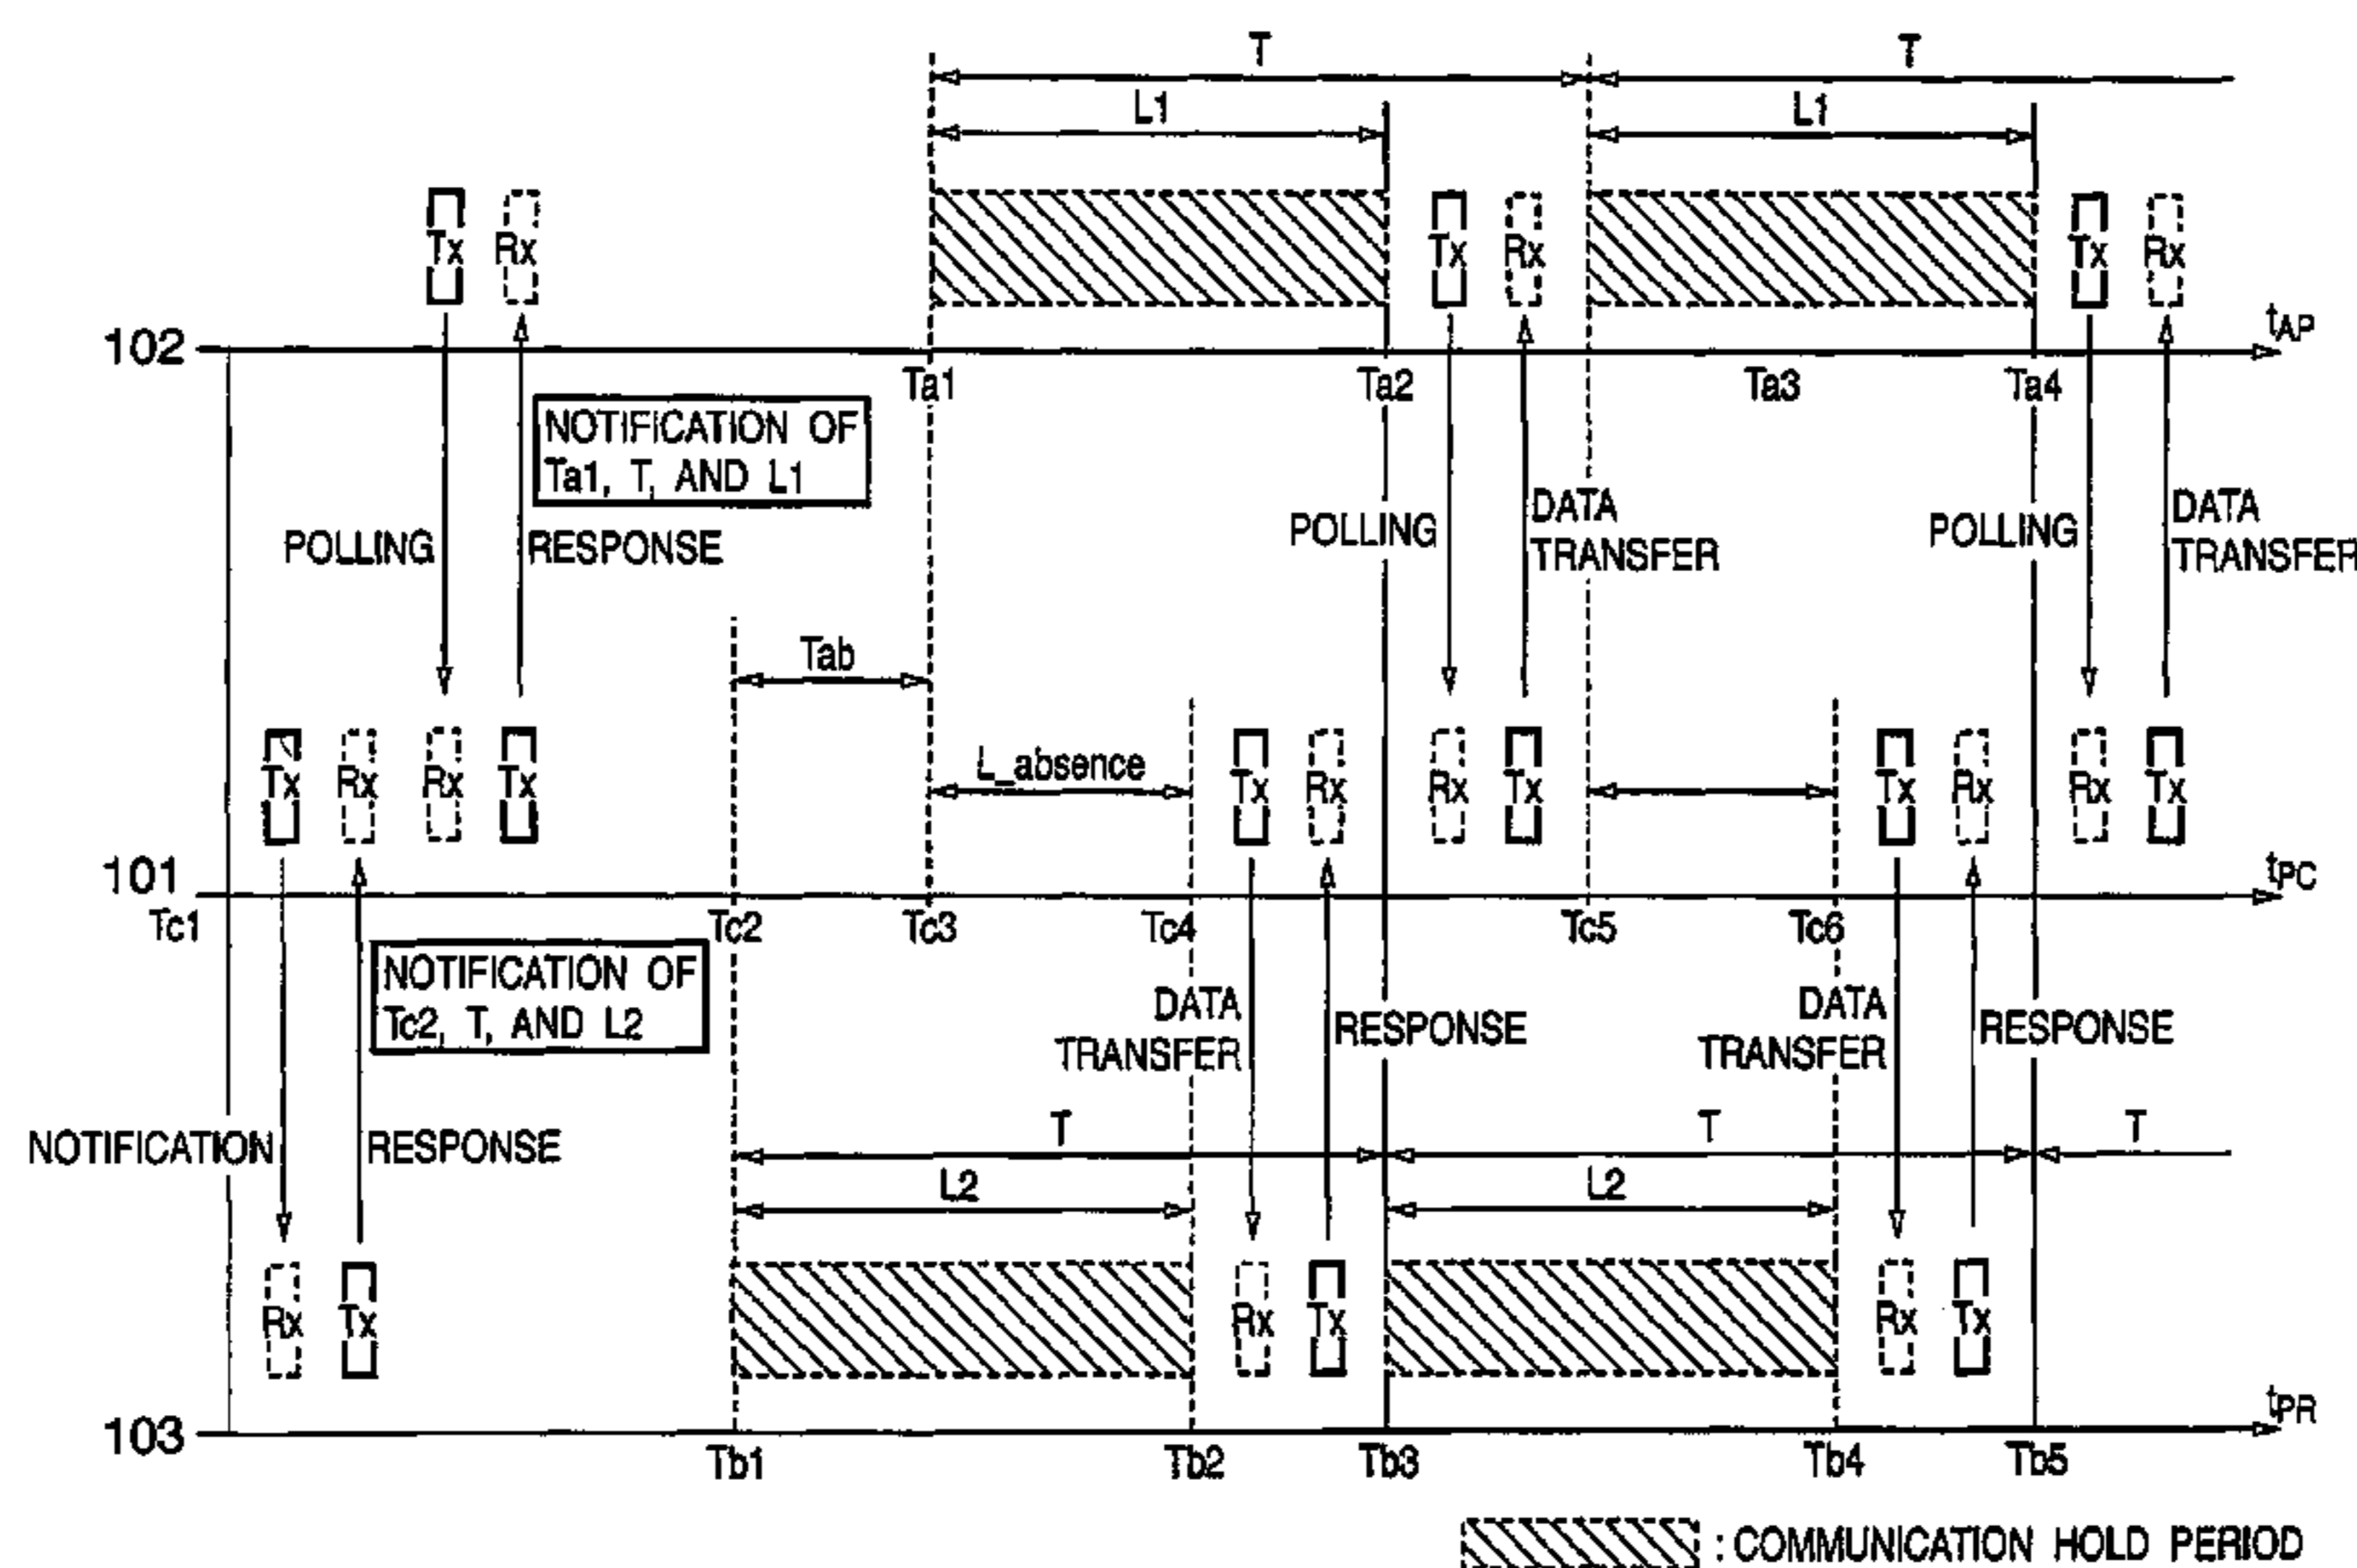 T T
L1 L1
Tx Rx Tx Rx Tx Rx
102 tAP
Ta1 Ta2 Ta3 Ta4
NOTIFICATION OF
Ta1, T, AND L1
POLLING RESPONSE POLLING DATA
TRANSFER POLLING DATA
TRANSFER
Tab
L_absence
Tx Rx Rx Tx Tx Rx Rx Tx Tx Rx Rx Tx
101 tPC
Tc1 Tc2 Tc3 Tc4 Tc5 Tc6
NOTIFICATION OF
Tc2, T, AND L2
DATA
TRANSFER RESPONSE DATA
TRANSFER RESPONSE
NOTIFICATION RESPONSE
T T T
L2 L2
Rx Tx Rx Tx Rx Tx
103 tPR
Tb1 Tb2 Tb3 Tb4 Tb5
: COMMUNICATION HOLD PERIOD